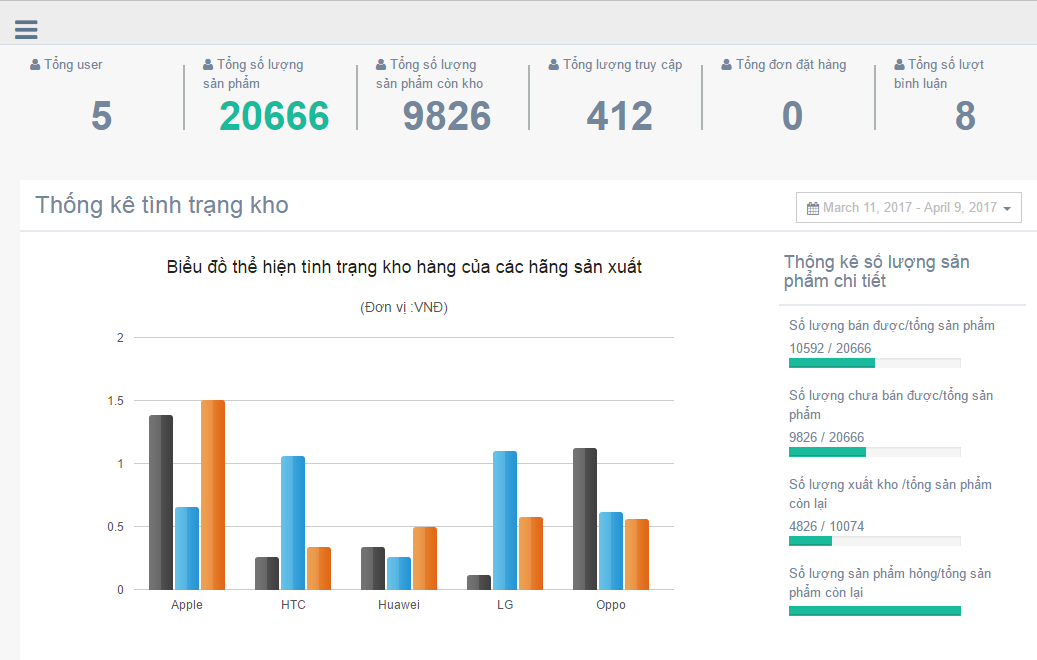 Tổng user
Tổng số lượng
sản phẩm
Tổng số lượng
sản phẩm còn kho
Tổng lượng truy cập
Tổng đơn đặt hàng
Tổng số lượt
bình luận
5
20666
9826
412
0
8
Thống kê tình trạng kho
March 11, 2017 - April 9, 2017
Biểu đồ thể hiện tình trạng kho hàng của các hãng sản xuất
(Đơn vị :VNĐ)
2
1.5
1
0.5
0
Apple
HTC
Huawei
LG
Oppo
Thống kê số lượng sản
phẩm chi tiết
Số lượng bán được/tổng sản phẩm
10592 / 20666
Số lượng chưa bán được/tổng sản
phẩm
9826 / 20666
Số lượng xuất kho /tổng sản phẩm
còn lại
4826 / 10074
Số lượng sản phẩm hỏng/tổng sản
phẩm còn lại